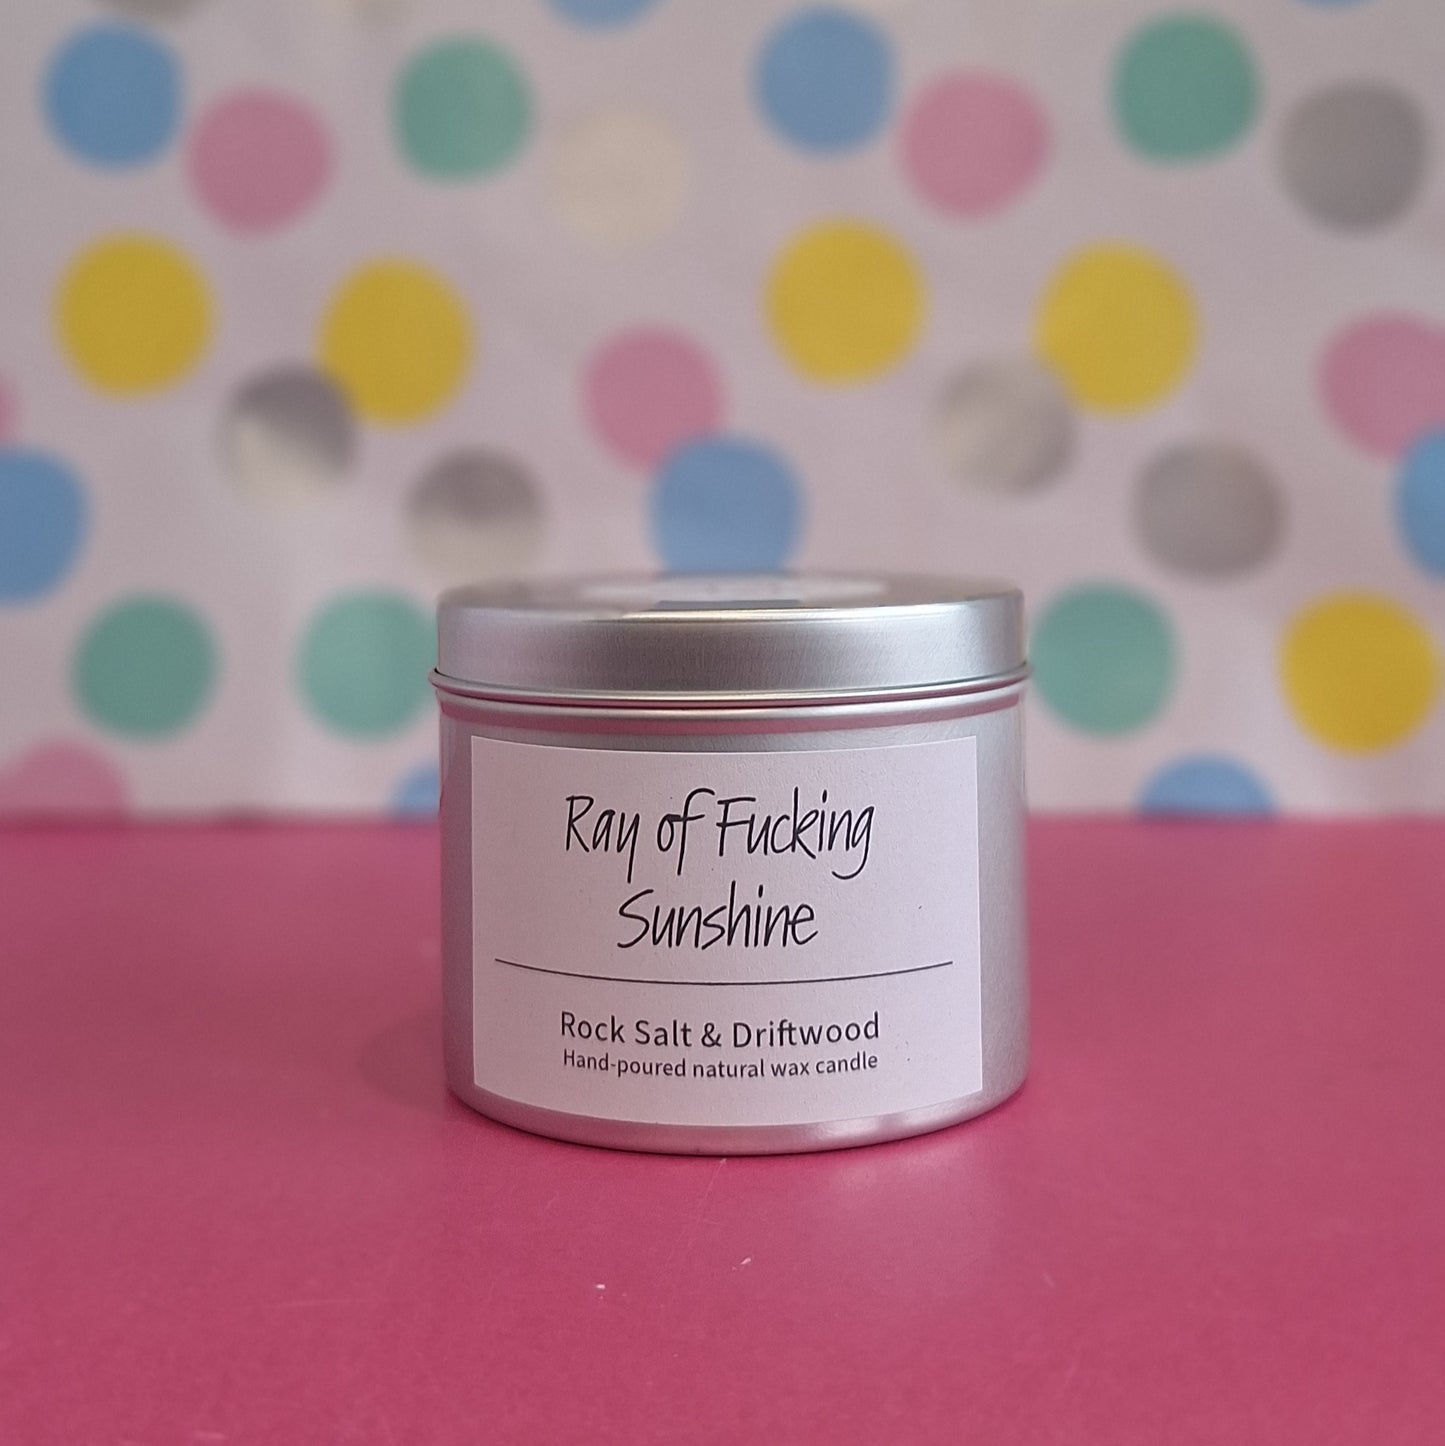 Ray of Fucking
Sunshine
Rock Salt & Driftwood
Hand-poured natural wax candle